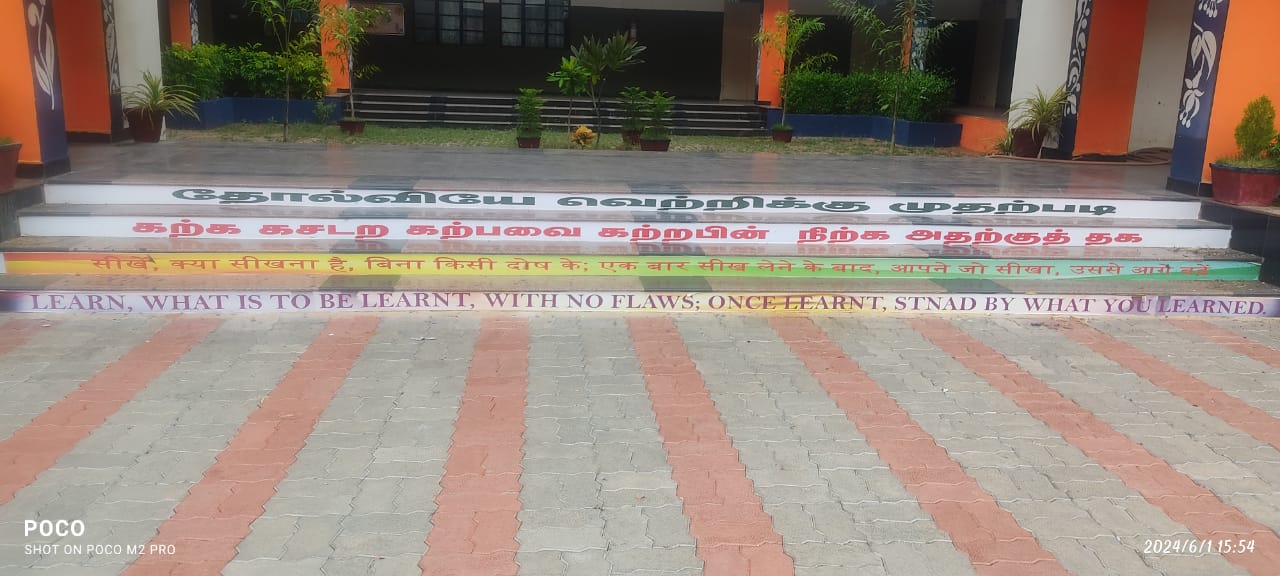 தோல்வியே வெற்றிக்கு முதற்படி
கற்க கசடற கற்பவை கற்றபின் நிற்க அதற்குத் தக
सीखें, क्या सीखना है, बिना किसी दोष के; एक बार सीख लेने के बाद, आपने जो सीखा, उससे आगे बढ़ें
LEARN, WHAT IS TO BE LEARNT, WITH NO FLAWS; ONCE LEARNT, STNAD BY WHAT YOU LEARNED.
POCO
SHOT ON POCO M2 PRO
2024/6/1 15:54